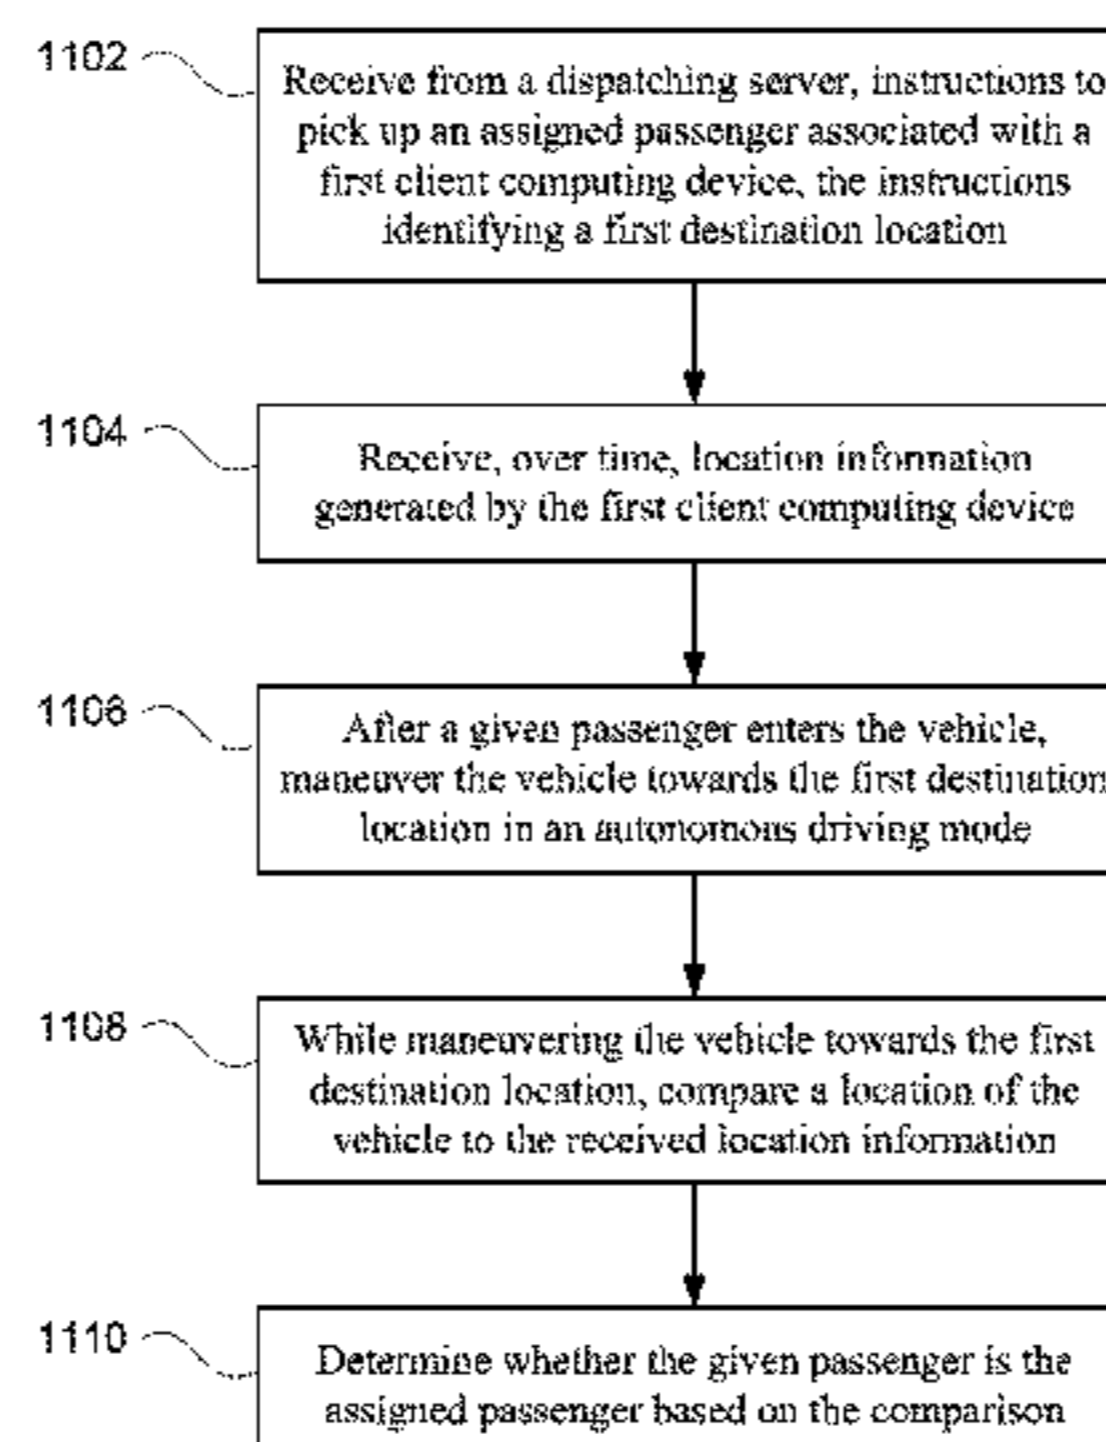 1102
Receive from a dispatching server, instructions to
pick up an assigned passenger associated with a
first client computing device, the instructions
identifying a first destination location
1104
Receive, over time, location information
generated by the first client computing device
1106
After a given passenger enters the vehicle,
maneuver the vehicle towards the first destination
location in an autonomous driving mode
1108
While maneuvering the vehicle towards the first
destination location, compare a location of the
vehicle to the received location information
1110
Determine whether the given passenger is the
assigned passenger based on the comparison